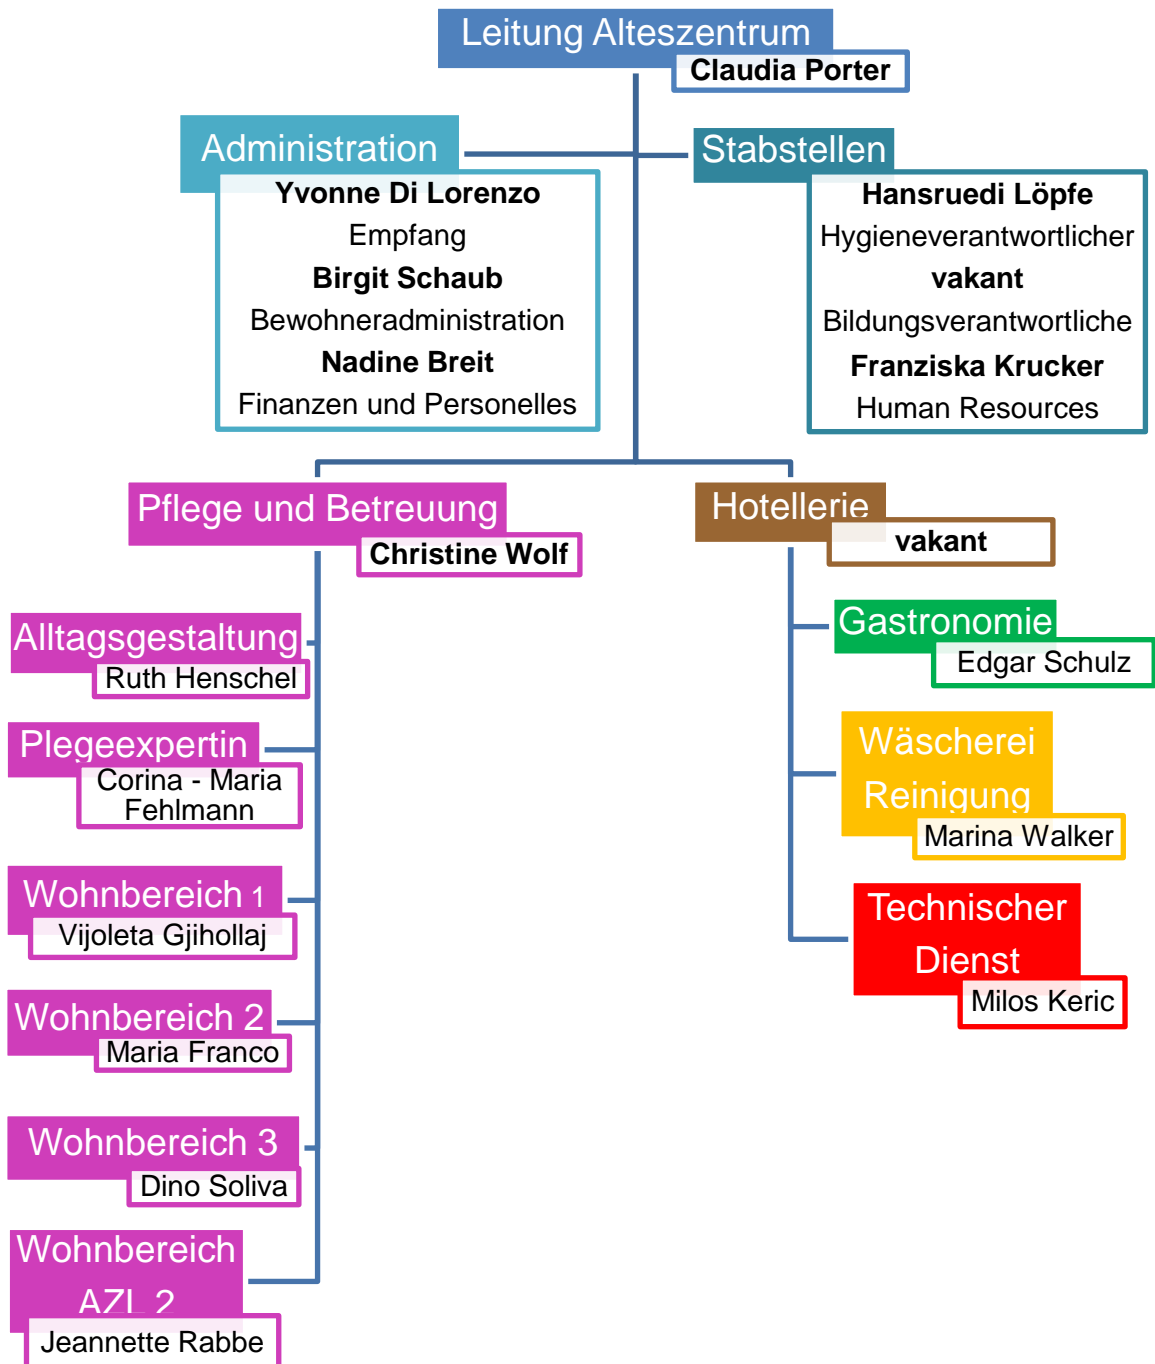 Leitung Alteszentrum
Claudia Porter
Administration
Yvonne Di Lorenzo
Empfang
Birgit Schaub
Bewohneradministration
Nadine Breit
Finanzen und Personelles
Stabstellen
Hansruedi Löpfe
Hygieneverantwortlicher
vakant
Bildungsverantwortliche
Franziska Krucker
Human Resources
Pflege und Betreuung
Christine Wolf
Alltagsgestaltung
Ruth Henschel
Plegeexpertin
Corina - Maria
Fehlmann
Wohnbereich 1
Vijoleta Gjihollaj
Wohnbereich 2
Maria Franco
Wohnbereich 3
Dino Soliva
Wohnbereich
AZL 2
Jeannette Rabbe
Hotellerie
vakant
Gastronomie
Edgar Schulz
Wäscherei
Reinigung
Marina Walker
Technischer
Dienst
Milos Keric